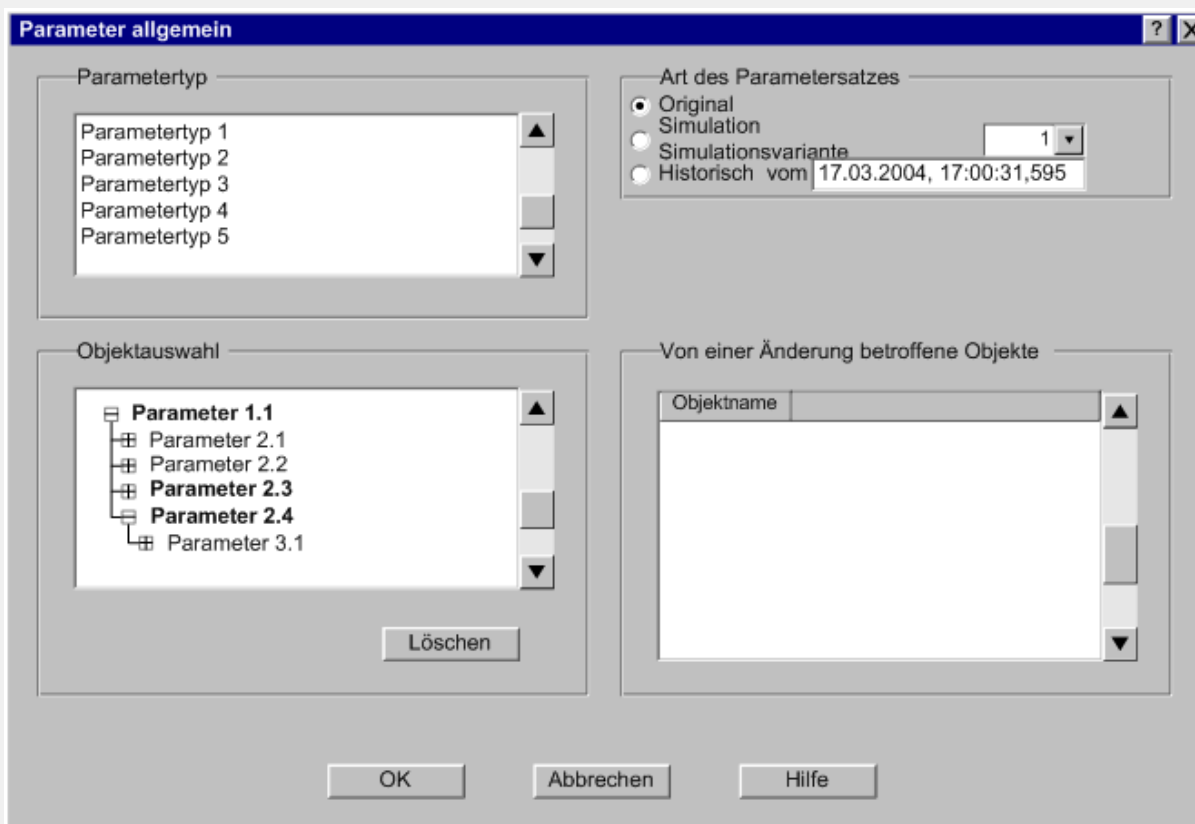 Parameter allgemein
?
X
Parametertyp
Parametertyp 1
Parametertyp 2
Parametertyp 3
Parametertyp 4
Parametertyp 5
Art des Parametersatzes
Original
Simulation
Simulationsvariante
1
Historisch vom 17.03.2004, 17:00:31,595
Objektauswahl
Parameter 1.1
Parameter 2.1
Parameter 2.2
Parameter 2.3
Parameter 2.4
Parameter 3.1
Löschen
Von einer Änderung betroffene Objekte
Objektname
OK
Abbrechen
Hilfe